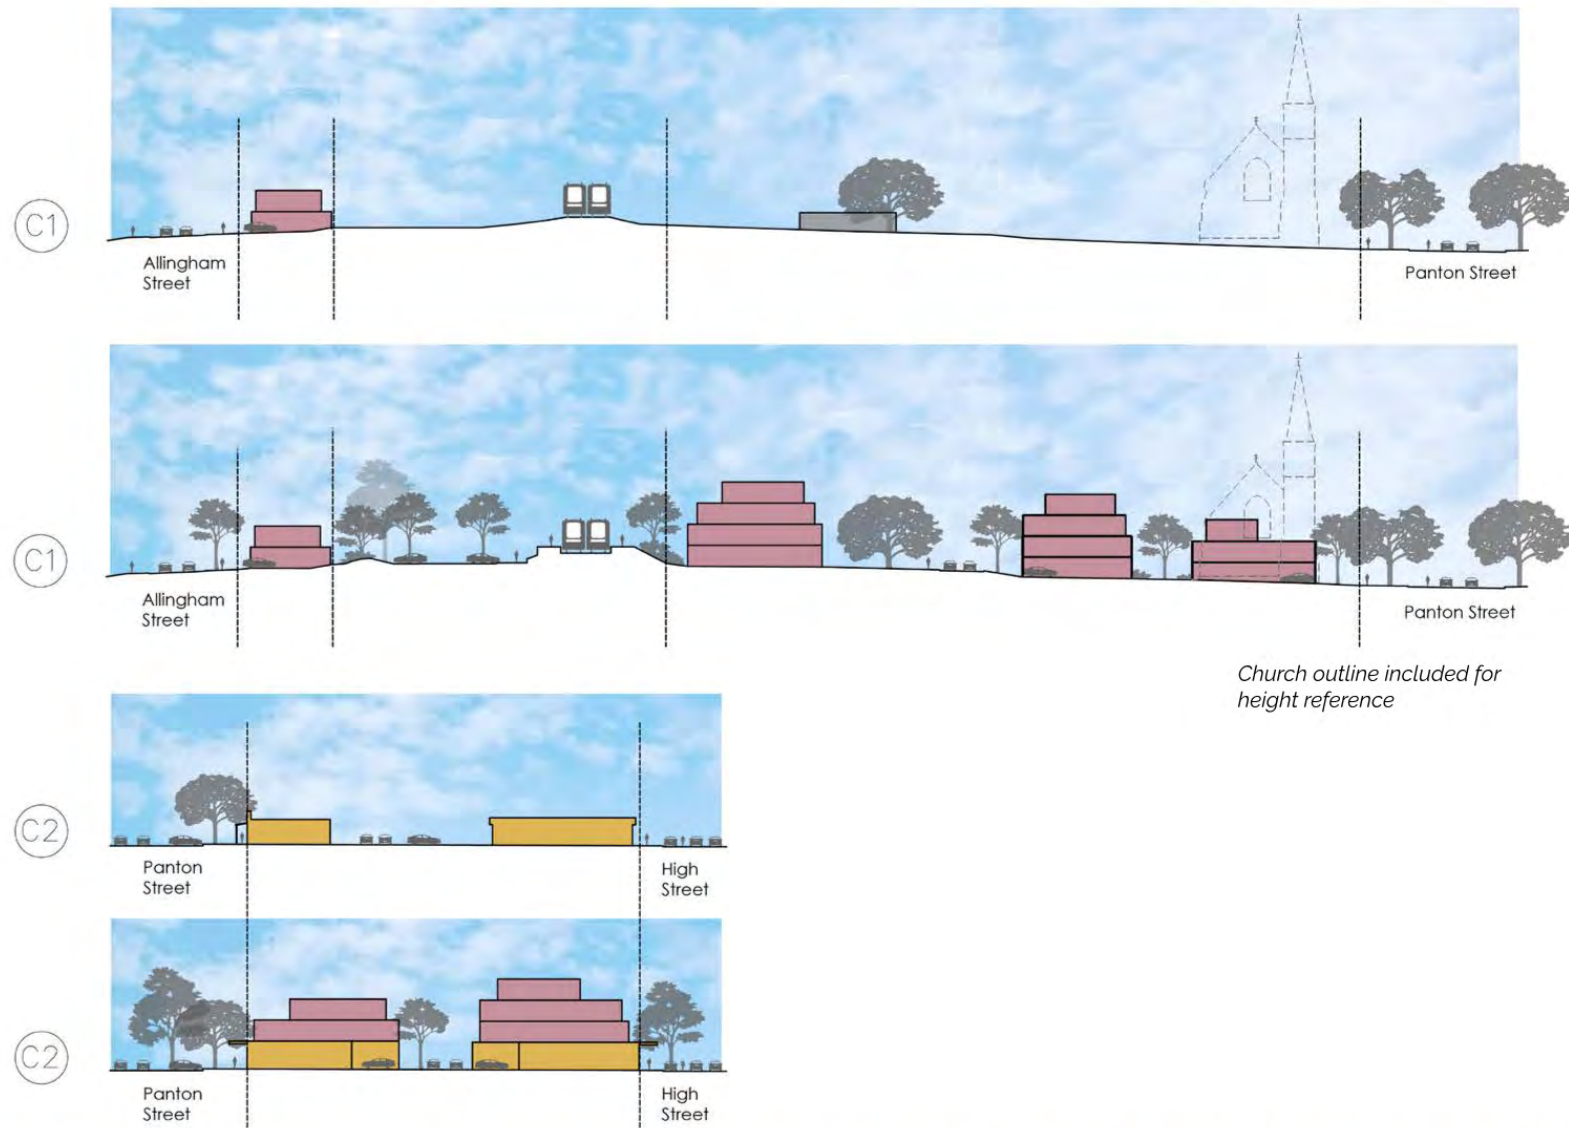 C1
Allingham
Street
Panton Street
C1
Allingham
Street
Panton Street
Church outline included for
height reference
C2
Panton
Street
High
Street
C2
Panton
Street
High
Street